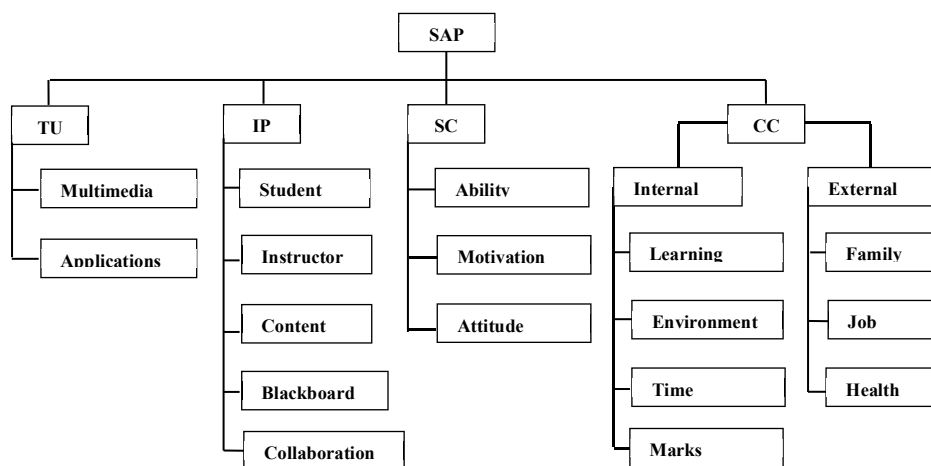 SAP
TU
IP
SC
CC
Multimedia
Applications
Student
Instructor
Content
Blackboard
Collaboration
Ability
Motivation
Attitude
Internal
Learning
Environment
Time
Marks
External
Family
Job
Health